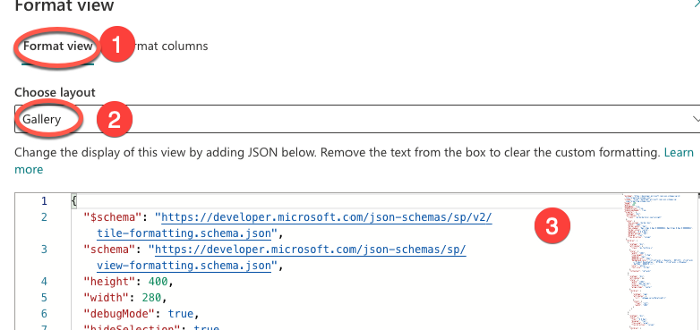 Format view
Format view
1
rmat columns
Choose layout
Gallery
2
Change the display of this view by adding JSON below. Remove the text from the box to clear the custom formatting. Learn
more
1 {
2 "$schema": "https://developer.microsoft.com/json-schemas/sp/v2/
tile-formatting.schema.json",
3
3 "schema": "https://developer.microsoft.com/json-schemas/sp/
view-formatting.schema.json",
4 "height": 400,
5 "width": 280,
6 "debugMode": true,
7 "hideSelection": true